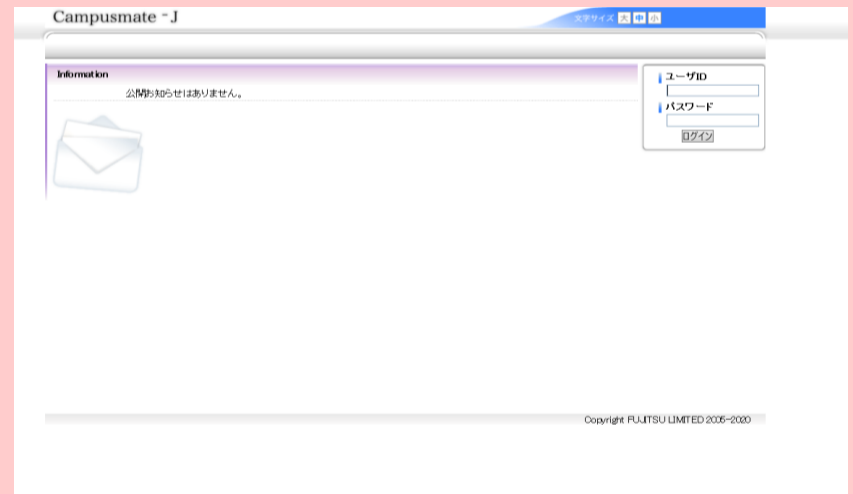 Campusmate-J
文字サイズ 大 中 小
Information
公開お知らせはありません。
ユーザID
パスワード
ログイン
Copyright FUJITSU LIMITED 2005-2020